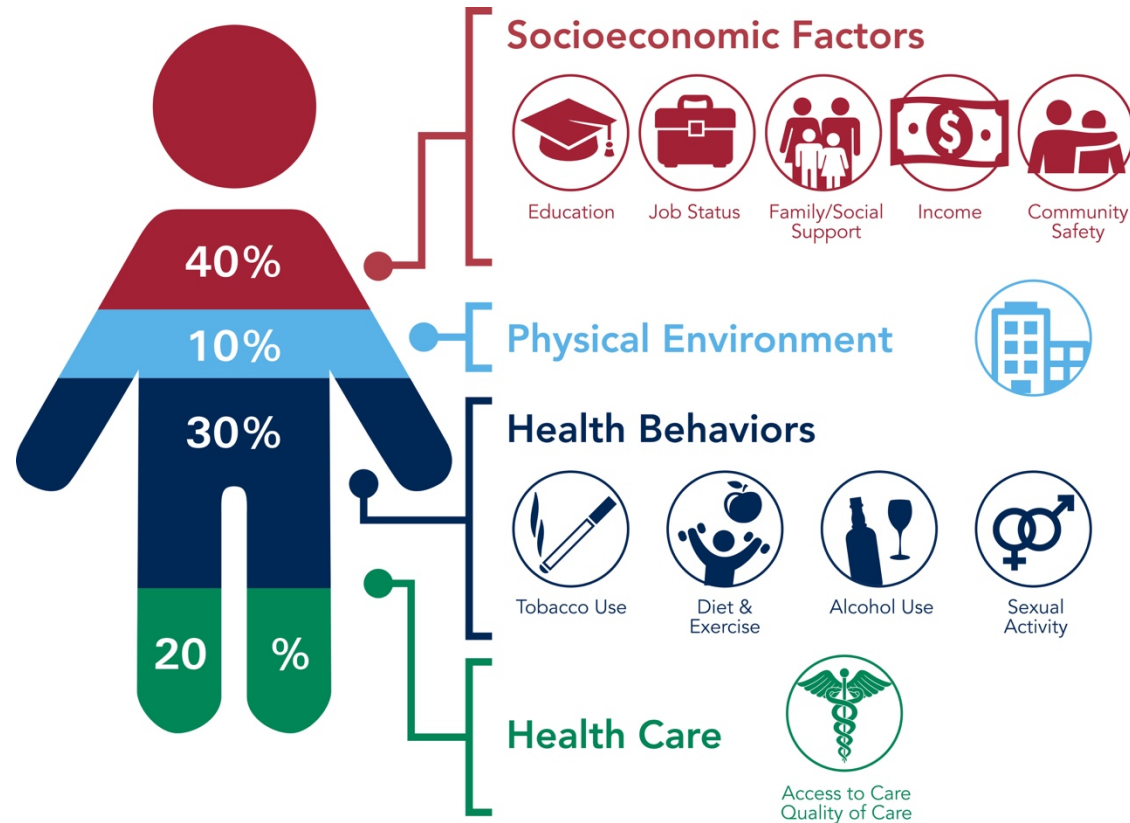 Socioeconomic Factors
Education
Job Status
Family/Social
Support
Income
Community
Safety
40%
10%
Physical Environment
30%
Health Behaviors
Tobacco Use
Diet &
Exercise
Alcohol Use
Sexual
Activity
20 %
Health Care
Access to Care
Quality of Care
$